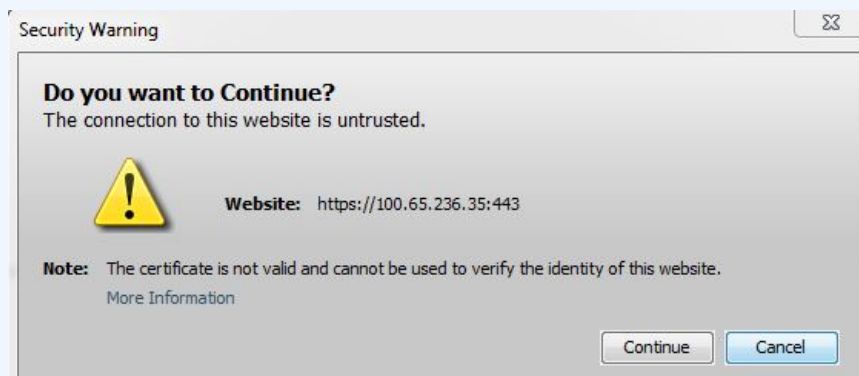 Security Warning
Do you want to Continue?
The connection to this website is untrusted.
Website: https://100.65.236.35:443
Note: The certificate is not valid and cannot be used to verify the identity of this website.
More Information
Continue Cancel